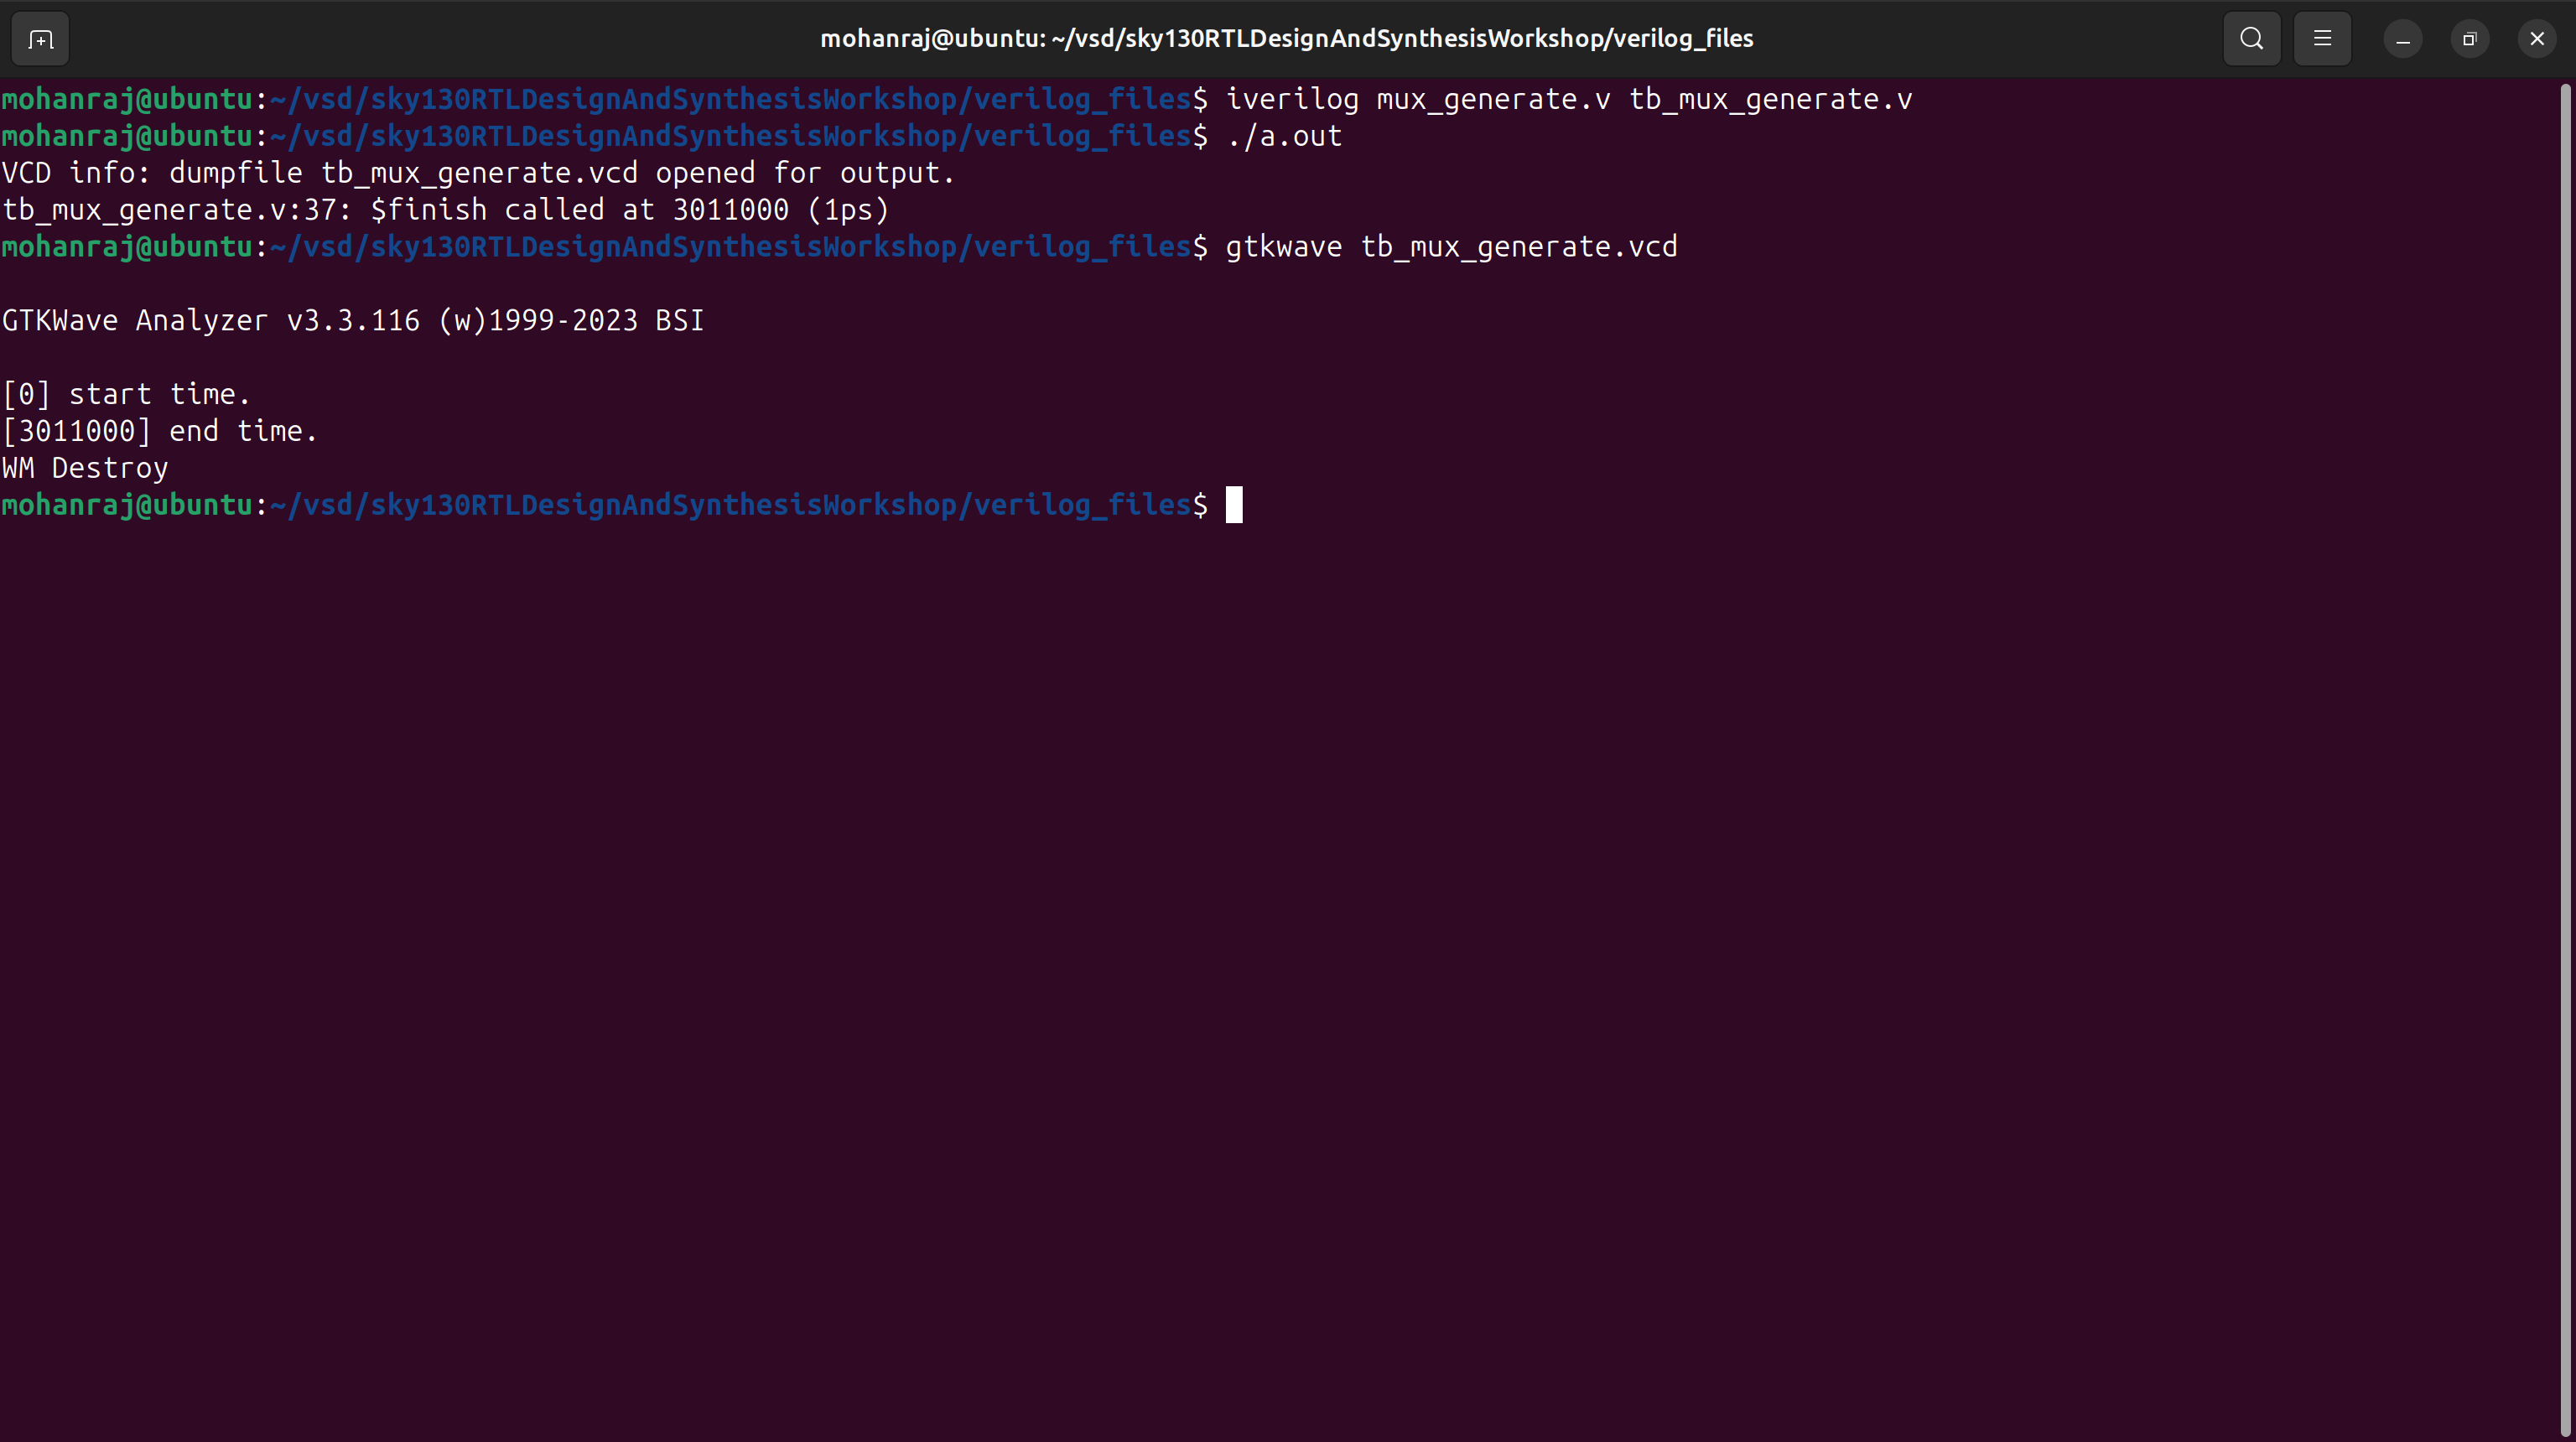 mohanraj@ubuntu: ~/vsd/sky130RTLDesignAndSynthesisWorkshop/verilog_files
mohanraj@ubuntu:~/vsd/sky130RTLDesignAndSynthesisWorkshop/verilog_files$ iverilog mux_generate.v tb_mux_generate.v
mohanraj@ubuntu:~/vsd/sky130RTLDesignAndSynthesisWorkshop/verilog_files$ ./a.out
VCD info: dumpfile tb_mux_generate.vcd opened for output.
tb_mux_generate.v:37: $finish called at 3011000 (1ps)
mohanraj@ubuntu:~/vsd/sky130RTLDesignAndSynthesisWorkshop/verilog_files$ gtkwave tb_mux_generate.vcd
GTKWave Analyzer v3.3.116 (w)1999-2023 BSI
[0] start time.
[3011000] end time.
WM Destroy
mohanraj@ubuntu:~/vsd/sky130RTLDesignAndSynthesisWorkshop/verilog_files$